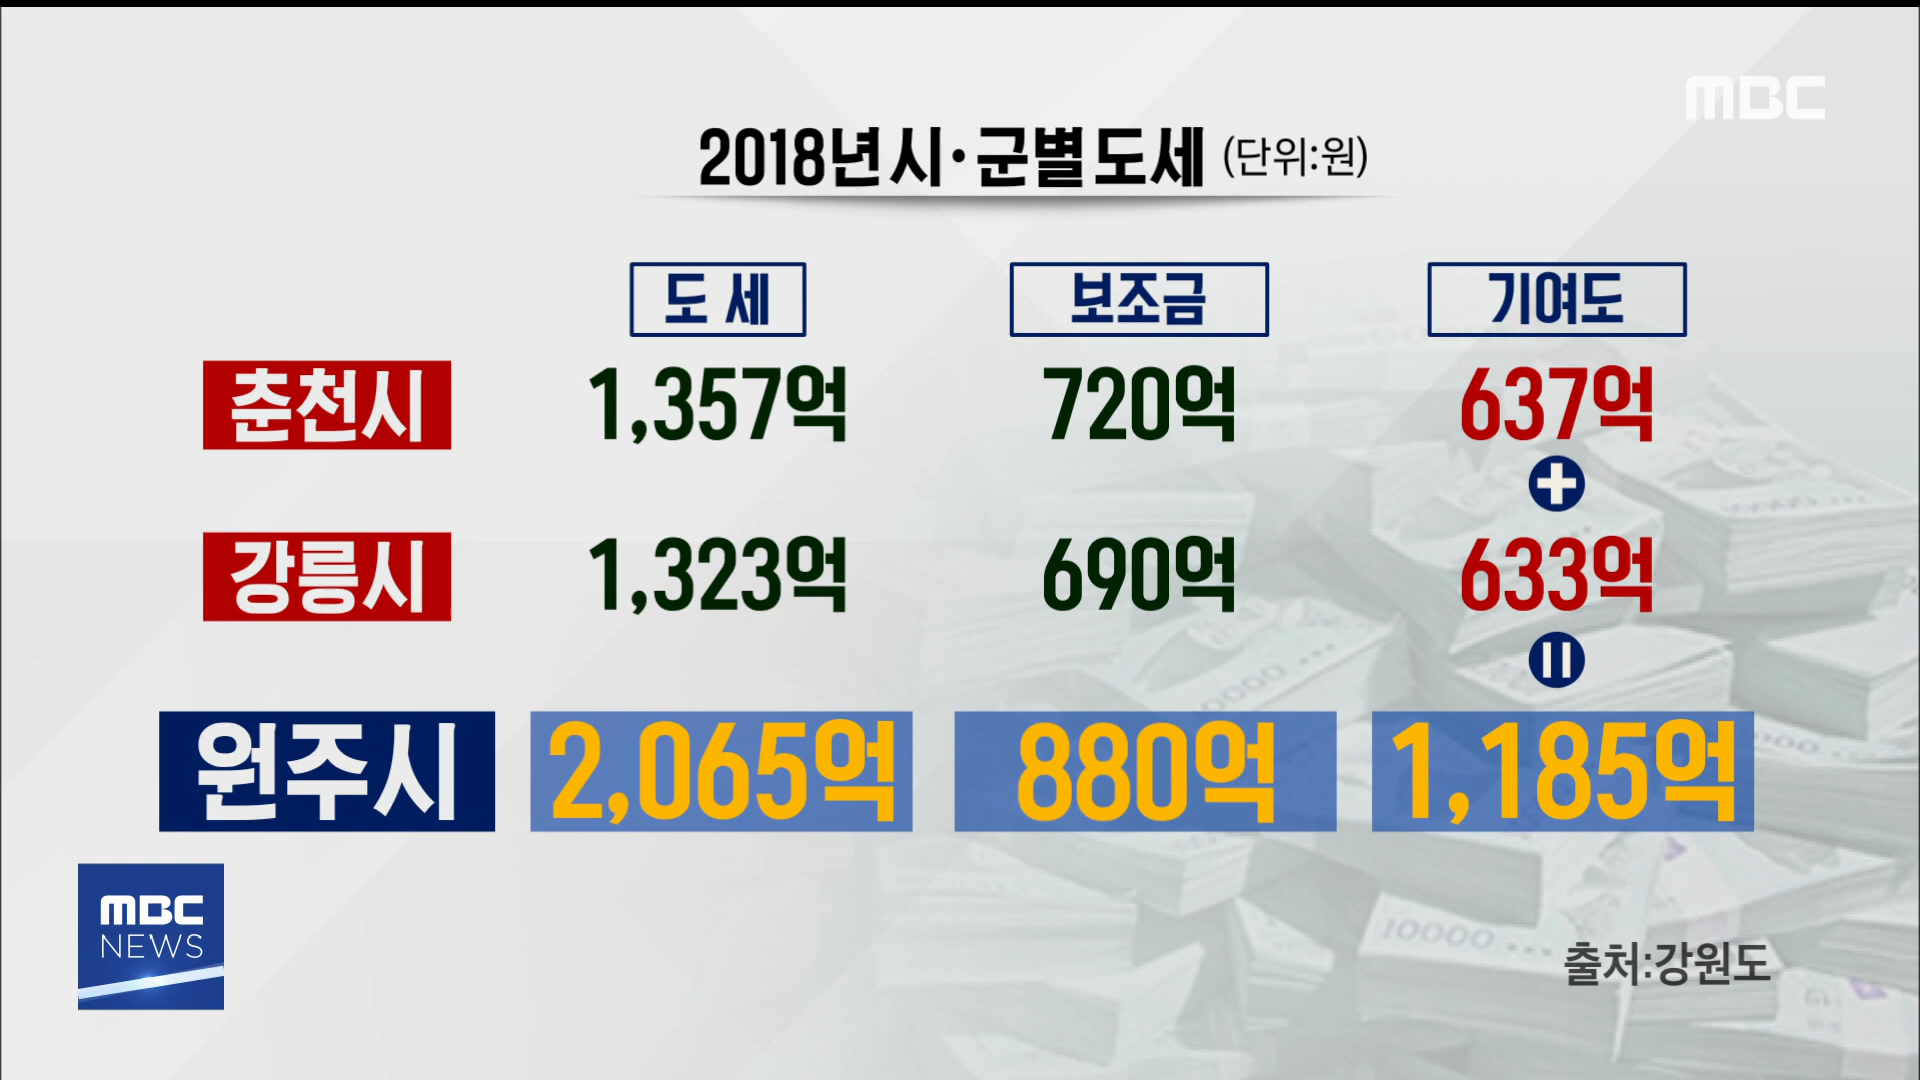 MBC
2018년 시·군별 도세 (단위:원)
도 세 보조금 기여도
춘천시 1,357억 720억 637억
+
강릉시 1,323억 690억 633억
=
원주시 2,065억 880억 1,185억
MBC
NEWS
10000
10000
출처:강원도